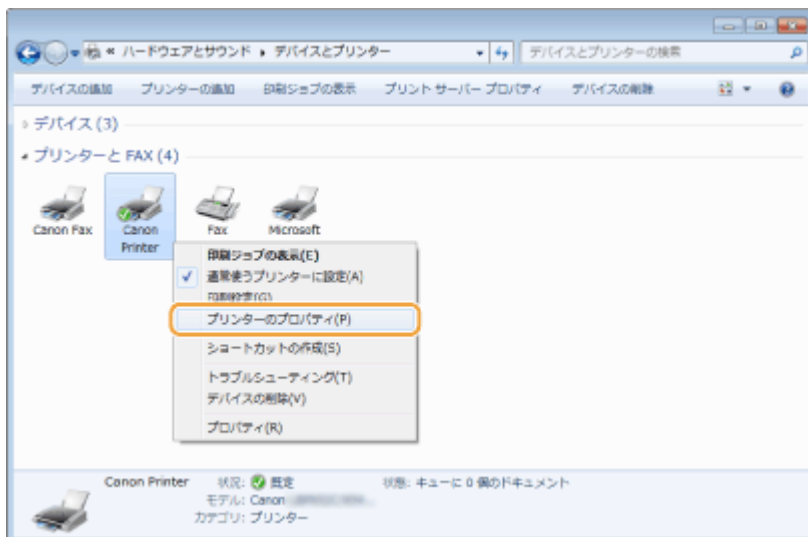 ハードウェアとサウンド ▸ デバイスとプリンター
デバイスとプリンターの検索
デバイスの追加 プリンターの追加 印刷ジョブの表示 プリント サーバー プロパティ デバイスの削除
デバイス (3)
プリンターと FAX (4)
Canon Fax
Canon Printer
Fax
Microsoft
印刷ジョブの表示(E)
通常使うプリンターに設定(A)
印刷設定(G)
プリンターのプロパティ(P)
ショートカットの作成(S)
トラブルシューティング(T)
デバイスの削除(V)
プロパティ(R)
Canon Printer 状況: 既定 状態: キューに 0 個のドキュメント
モデル: Canon
カテゴリ: プリンター